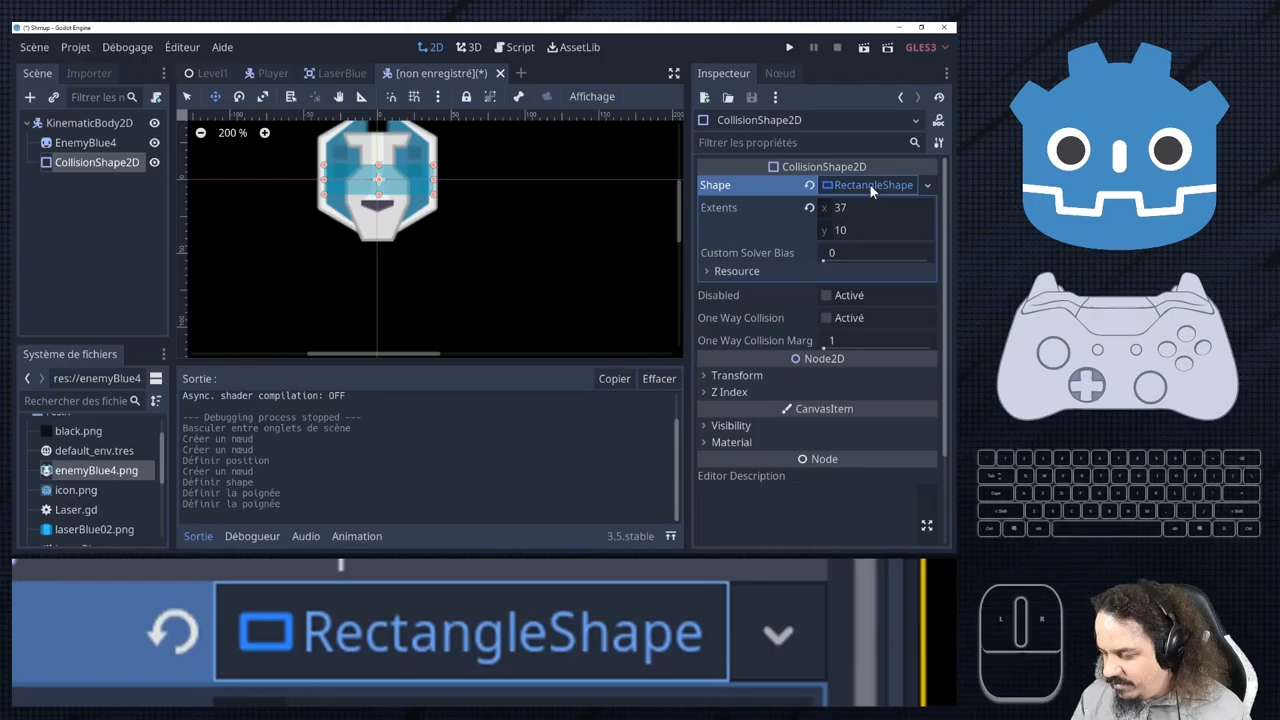 (*) Shmup - Godot Engine
Scène Projet Débogage Éditeur Aide
2D 3D Script AssetLib
GLES3
Scène Importer
Level1 Player LaserBlue [non enregistré](*)
Inspecteur Nœud
Filtrer les n
Affichage
KinematicBody2D
EnemyBlue4
CollisionShape2D
200 %
CollisionShape2D
Filtrer les propriétés
CollisionShape2D
Shape RectangleShape
Extents x 37
y 10
Custom Solver Bias 0
Resource
Disabled Activé
One Way Collision Activé
One Way Collision Marg 1
Node2D
Transform
Z Index
CanvasItem
Visibility
Material
Node
Editor Description
Système de fichiers
res://enemyBlue4
Rechercher des fichie
black.png
default_env.tres
enemyBlue4.png
icon.png
Laser.gd
laserBlue02.png
Sortie : Copier Effacer
Async. shader compilation: OFF
--- Debugging process stopped ---
Basculer entre onglets de scène
Créer un nœud
Créer un nœud
Définir position
Créer un nœud
Définir shape
Définir la poignée
Définir la poignée
Sortie Débogueur Audio Animation 3.5.stable
RectangleShape
L R